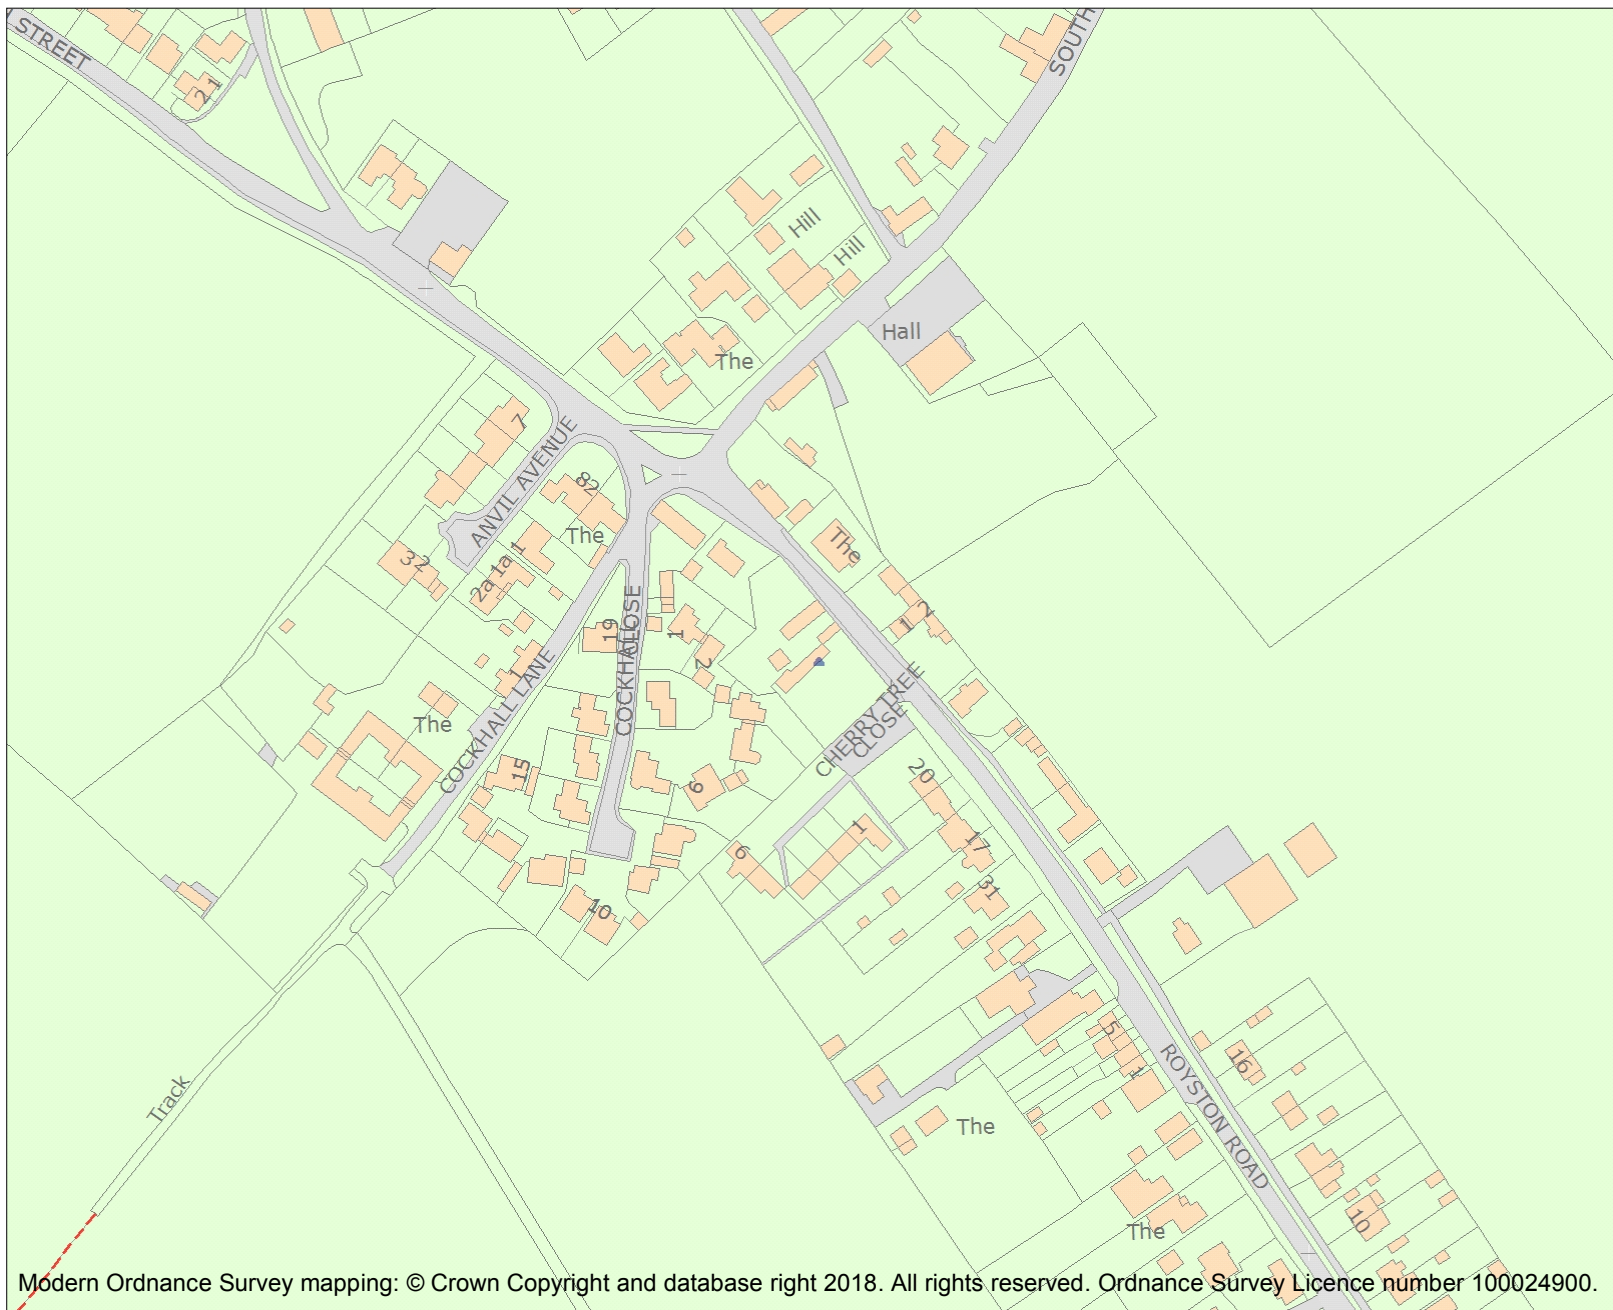 STREET
SOUTH
2 1
Hill
Hill
Hall
The
7
ANVIL AVENUE
82
The
The
32
2a 1a 1
19
1
2
1
2
COCKHALL
CLOSE
COCKHALL LANE
1
The
CHERRY TREE
CLOSE
15
9
20
17
31
1
6
10
5
1
16
ROYSTON ROAD
The
Track
The
10
Modern Ordnance Survey mapping: © Crown Copyright and database right 2018. All rights reserved. Ordnance Survey Licence number 100024900.